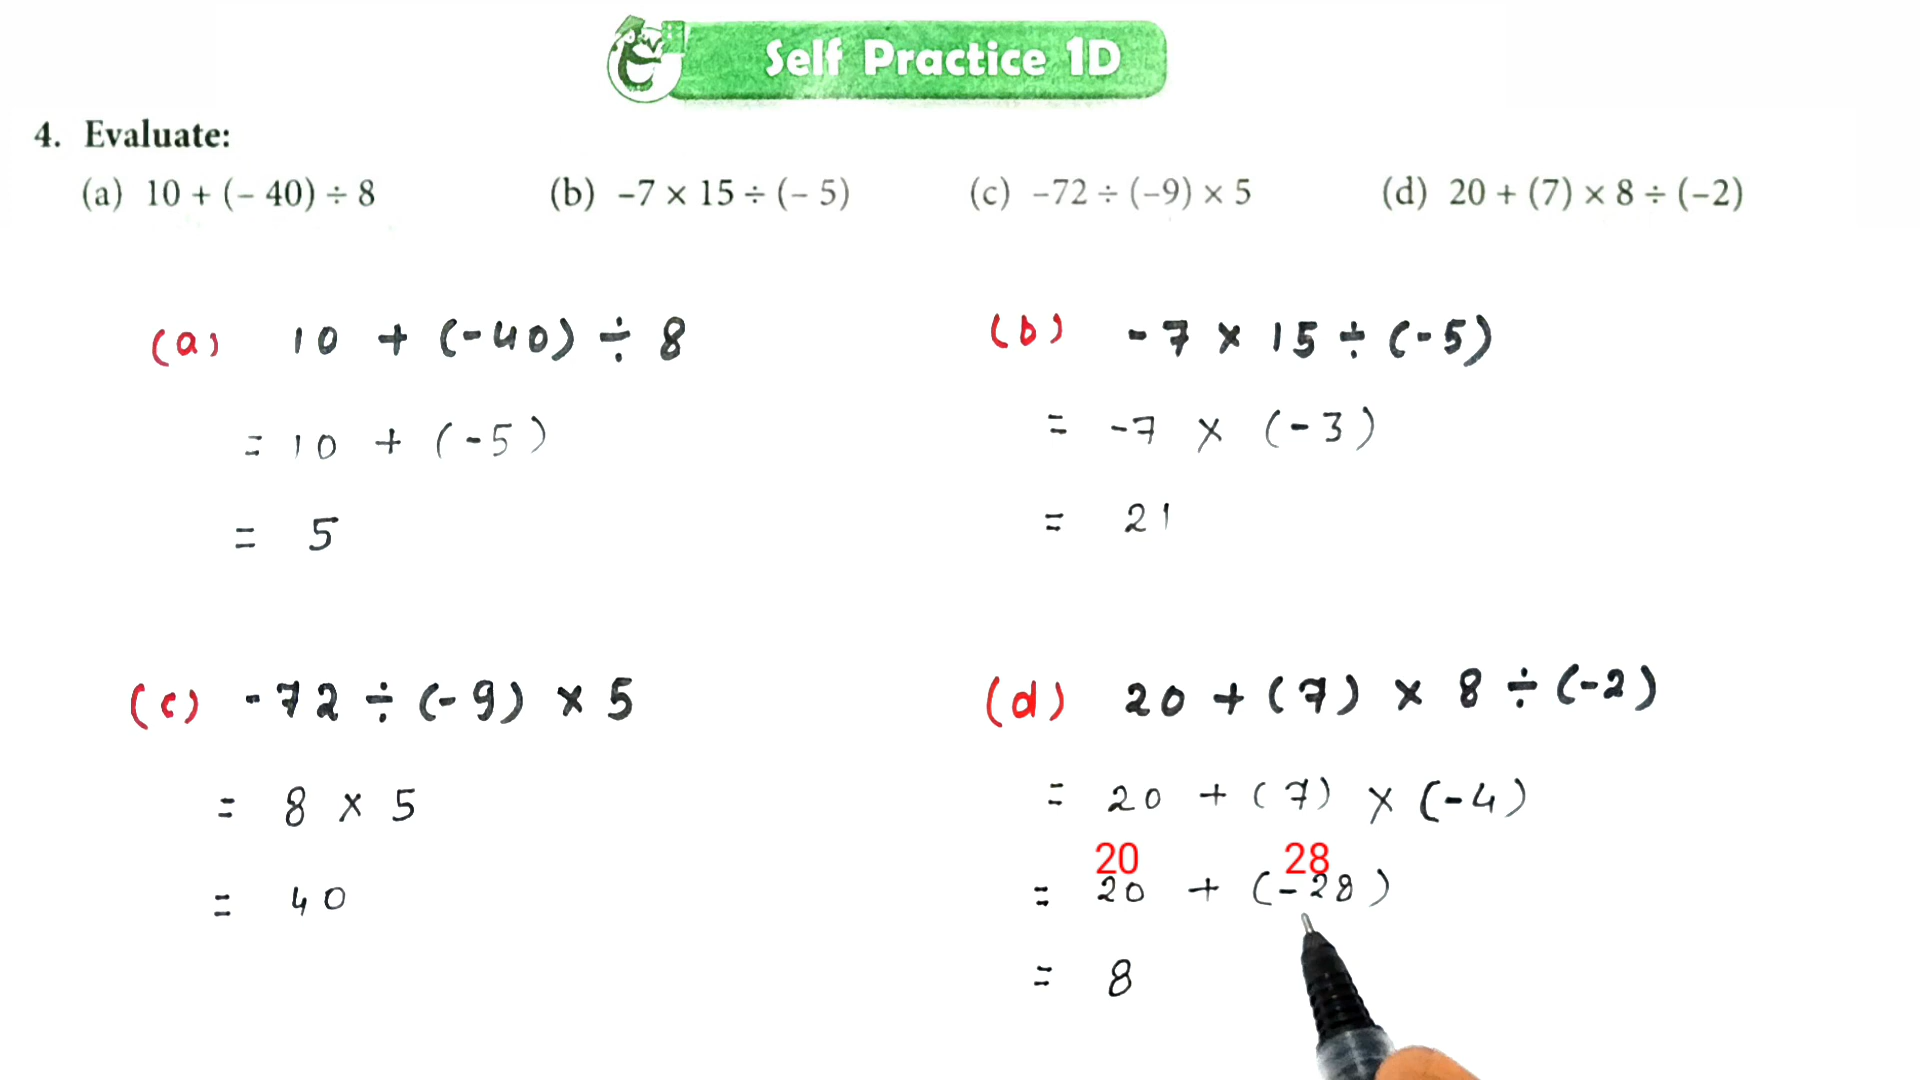 Self Practice 1D
4. Evaluate:
(a) 10 + (– 40) ÷ 8 (b) –7 × 15 ÷ (– 5) (c) –72 ÷ (–9) × 5 (d) 20 + (7) × 8 ÷ (–2)
(a) 10 + (-40) ÷ 8
= 10 + (-5)
= 5
(b) -7 × 15 ÷ (-5)
= -7 × (-3)
= 21
(c) -72 ÷ (-9) × 5
= 8 × 5
= 40
(d) 20 + (7) × 8 ÷ (-2)
= 20 + (7) × (-4)
20 28
= 20 + (-28)
= 8